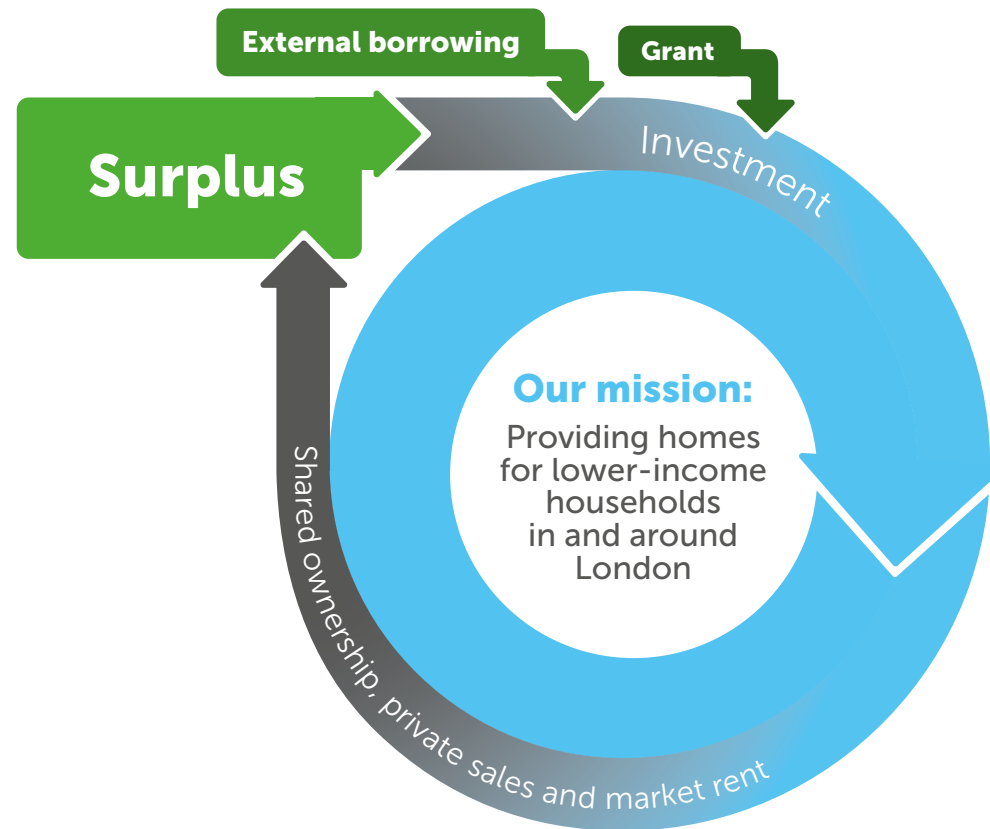 External borrowing
Grant
Surplus
Investment
Our mission:
Providing homes
for lower-income
households
in and around
London
Shared ownership, private sales and market rent